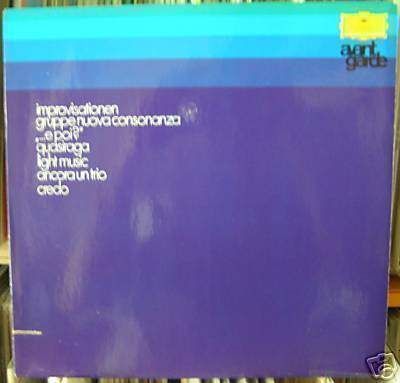 avant
garde
improvisationen
gruppe nuova consonanza
„...e poi?"
quasiraga
light music
ancora un trio
credo